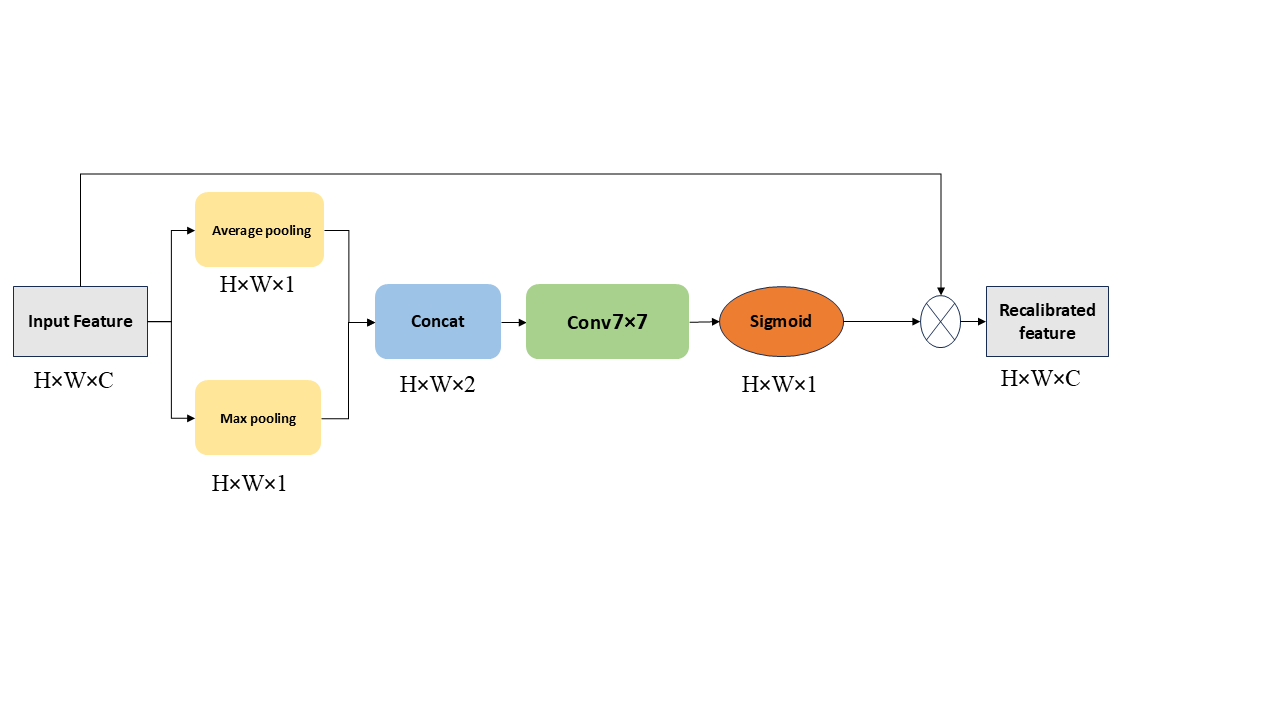 Average pooling
H×W×1
Input Feature
H×W×C
Concat
H×W×2
Conv7×7
Sigmoid
H×W×1
Recalibrated
feature
H×W×C
Max pooling
H×W×1